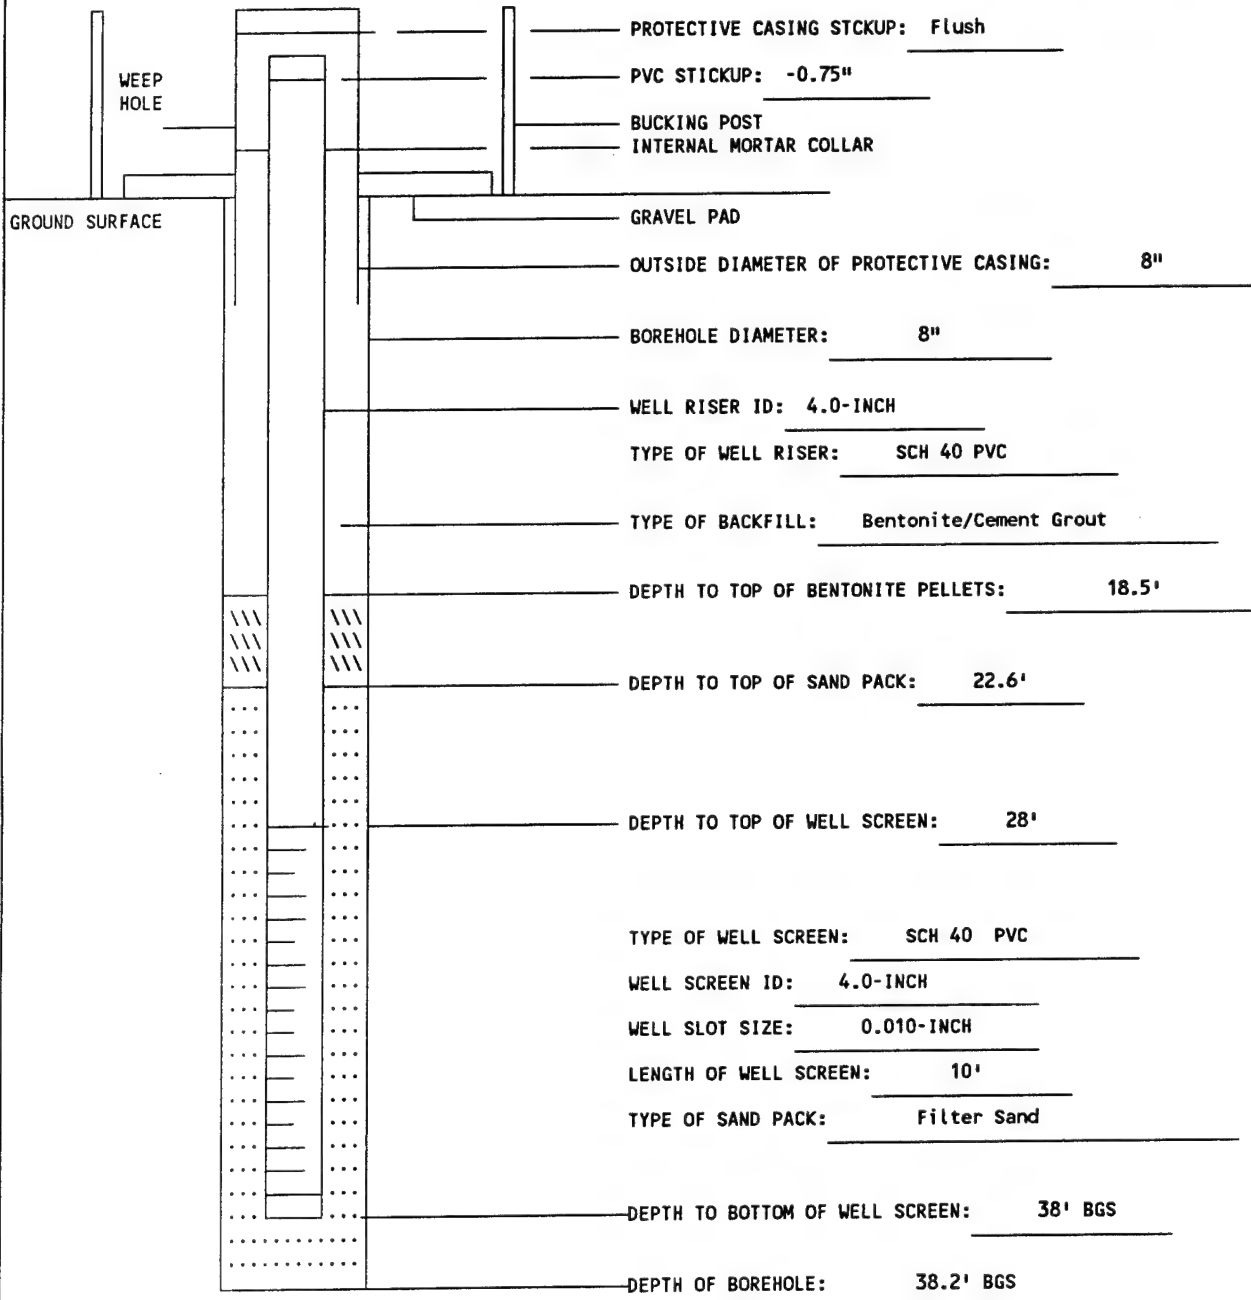 PROTECTIVE CASING STCKUP: Flush
WEEP
HOLE
PVC STICKUP: -0.75"
BUCKING POST
INTERNAL MORTAR COLLAR
GROUND SURFACE
GRAVEL PAD
OUTSIDE DIAMETER OF PROTECTIVE CASING: 8"
BOREHOLE DIAMETER: 8"
WELL RISER ID: 4.0-INCH
TYPE OF WELL RISER: SCH 40 PVC
TYPE OF BACKFILL: Bentonite/Cement Grout
DEPTH TO TOP OF BENTONITE PELLETS: 18.5'
DEPTH TO TOP OF SAND PACK: 22.6'
DEPTH TO TOP OF WELL SCREEN: 28'
TYPE OF WELL SCREEN: SCH 40 PVC
WELL SCREEN ID: 4.0-INCH
WELL SLOT SIZE: 0.010-INCH
LENGTH OF WELL SCREEN: 10'
TYPE OF SAND PACK: Filter Sand
DEPTH TO BOTTOM OF WELL SCREEN: 38' BGS
DEPTH OF BOREHOLE: 38.2' BGS